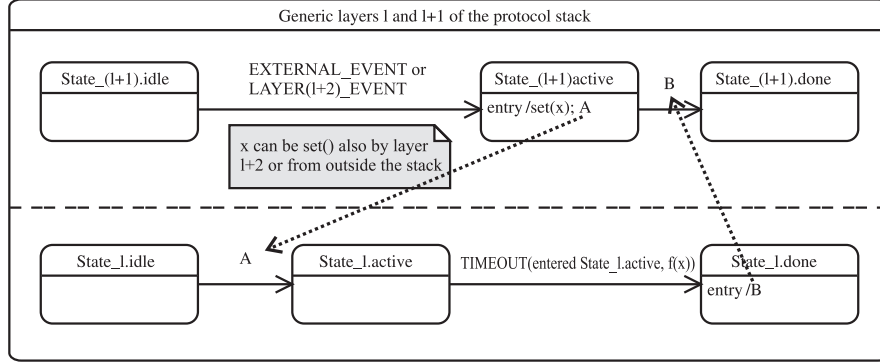 Generic layers l and l+1 of the protocol stack
State_(l+1).idle
EXTERNAL_EVENT or
LAYER(l+2)_EVENT
State_(l+1)active
entry /set(x); A
B
State_(l+1).done
x can be set() also by layer
l+2 or from outside the stack
State_l.idle
A
State_l.active
TIMEOUT(entered State_l.active, f(x))
State_l.done
entry /B